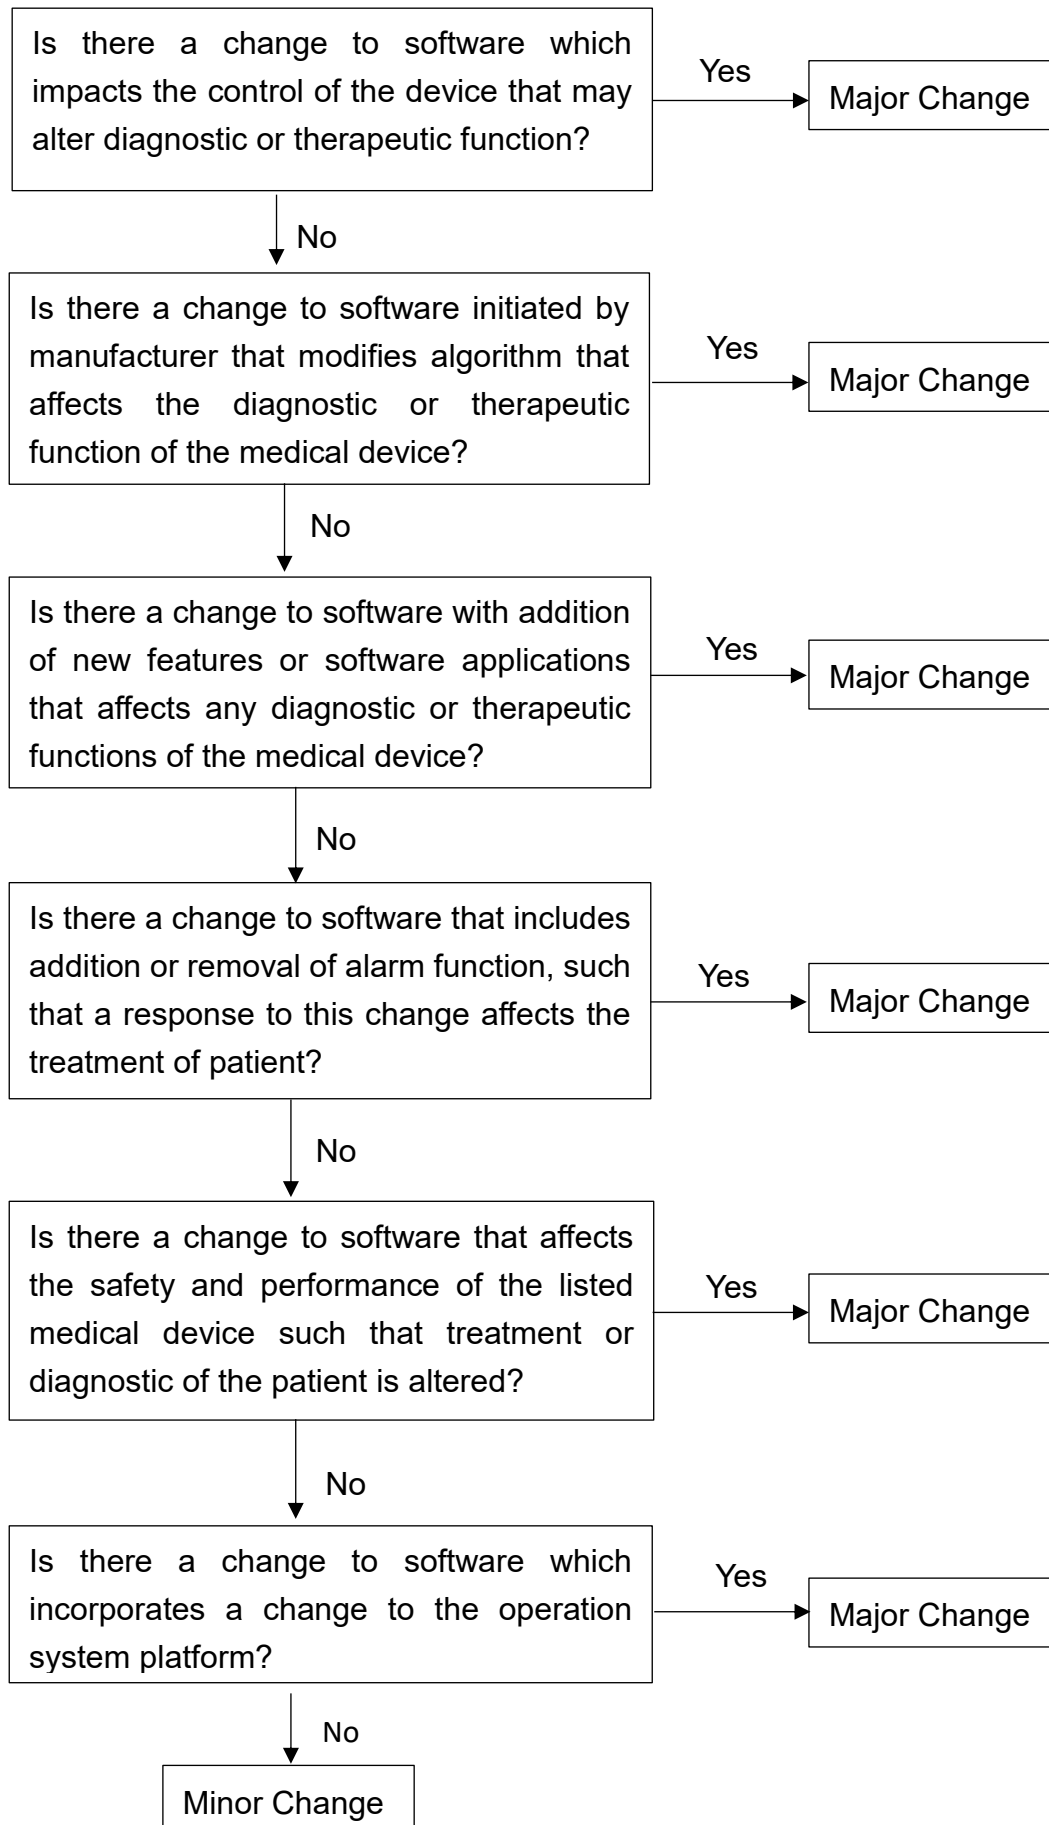 Is there a change to software which
impacts the control of the device that may
alter diagnostic or therapeutic function?
Yes
Major Change
No
Is there a change to software initiated by
manufacturer that modifies algorithm that
affects the diagnostic or therapeutic
function of the medical device?
Yes
Major Change
No
Is there a change to software with addition
of new features or software applications
that affects any diagnostic or therapeutic
functions of the medical device?
Yes
Major Change
No
Is there a change to software that includes
addition or removal of alarm function, such
that a response to this change affects the
treatment of patient?
Yes
Major Change
No
Is there a change to software that affects
the safety and performance of the listed
medical device such that treatment or
diagnostic of the patient is altered?
Yes
Major Change
No
Is there a change to software which
incorporates a change to the operation
system platform?
Yes
Major Change
No
Minor Change